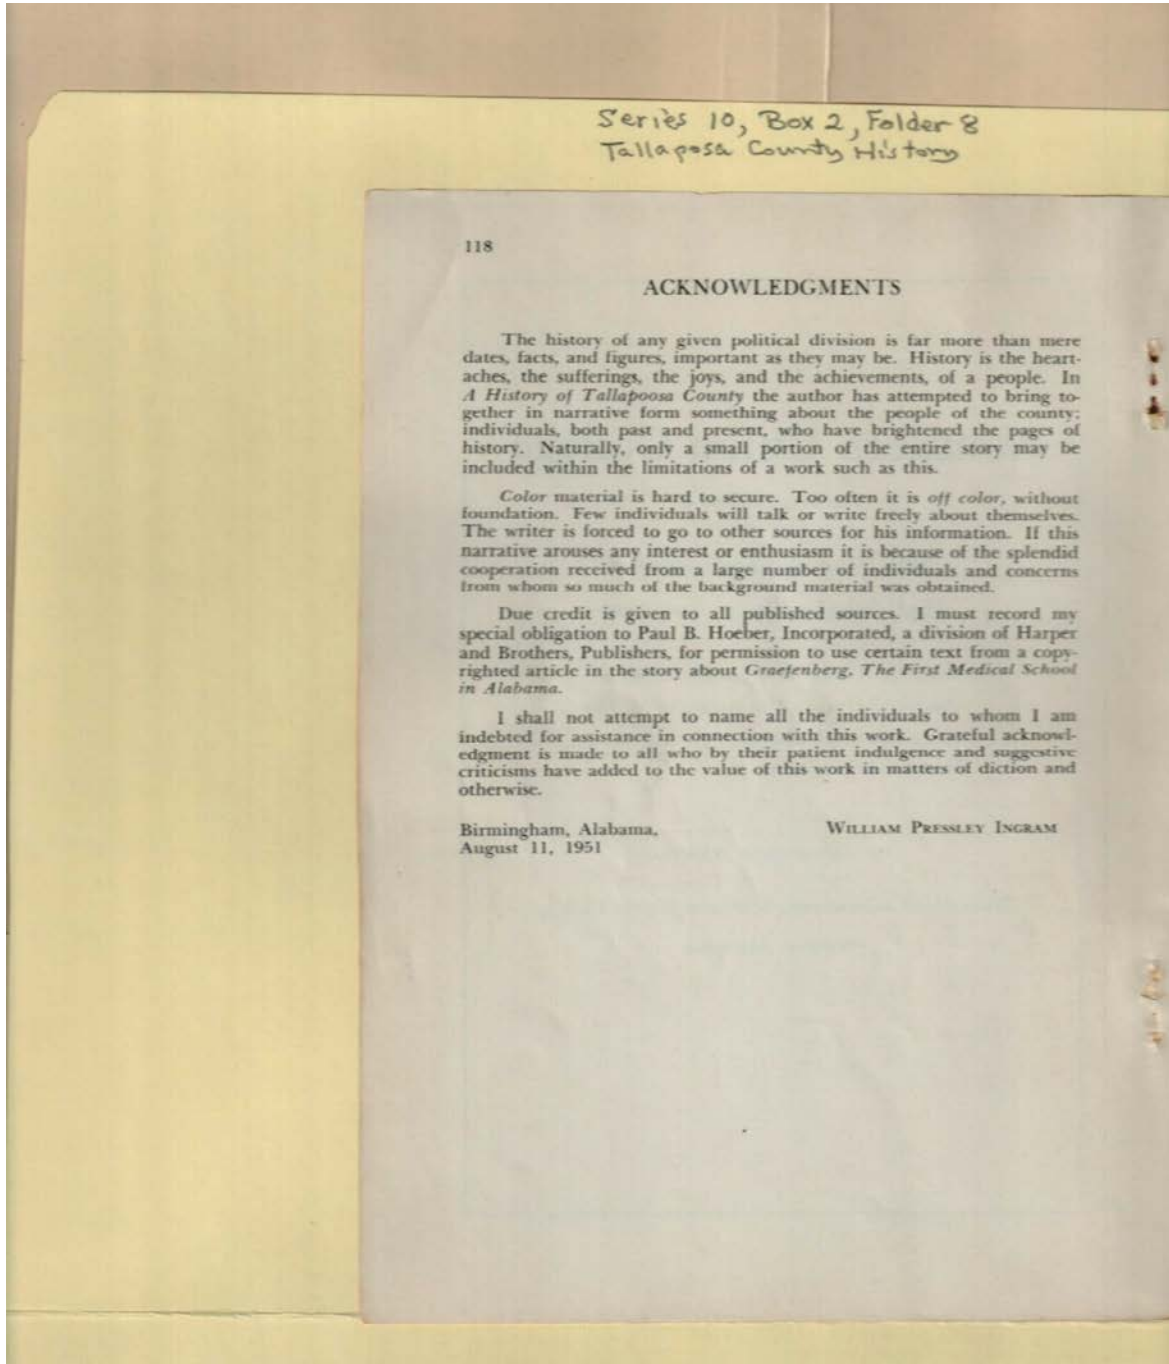 Series 10, Box 2, Folder 8
Tallaposa County History
118
ACKNOWLEDGMENTS
The history of any given political division is far more than mere
dates, facts, and figures, important as they may be. History is the heart-
aches, the sufferings, the joys, and the achievements, of a people. In
A History of Tallapoosa County the author has attempted to bring to-
gether in narrative form something about the people of the county;
individuals, both past and present, who have brightened the pages of
history. Naturally, only a small portion of the entire story may be
included within the limitations of a work such as this.
Color material is hard to secure. Too often it is off color, without
foundation. Few individuals will talk or write freely about themselves.
The writer is forced to go to other sources for his information. If this
narrative arouses any interest or enthusiasm it is because of the splendid
cooperation received from a large number of individuals and concerns
from whom so much of the background material was obtained.
Due credit is given to all published sources. I must record my
special obligation to Paul B. Hoeber, Incorporated, a division of Harper
and Brothers, Publishers, for permission to use certain text from a copy-
righted article in the story about Graefenberg, The First Medical School
in Alabama.
I shall not attempt to name all the individuals to whom I am
indebted for assistance in connection with this work. Grateful acknowl-
edgment is made to all who by their patient indulgence and suggestive
criticisms have added to the value of this work in matters of diction and
otherwise.
Birmingham, Alabama, WILLIAM PRESSLEY INGRAM
August 11, 1951